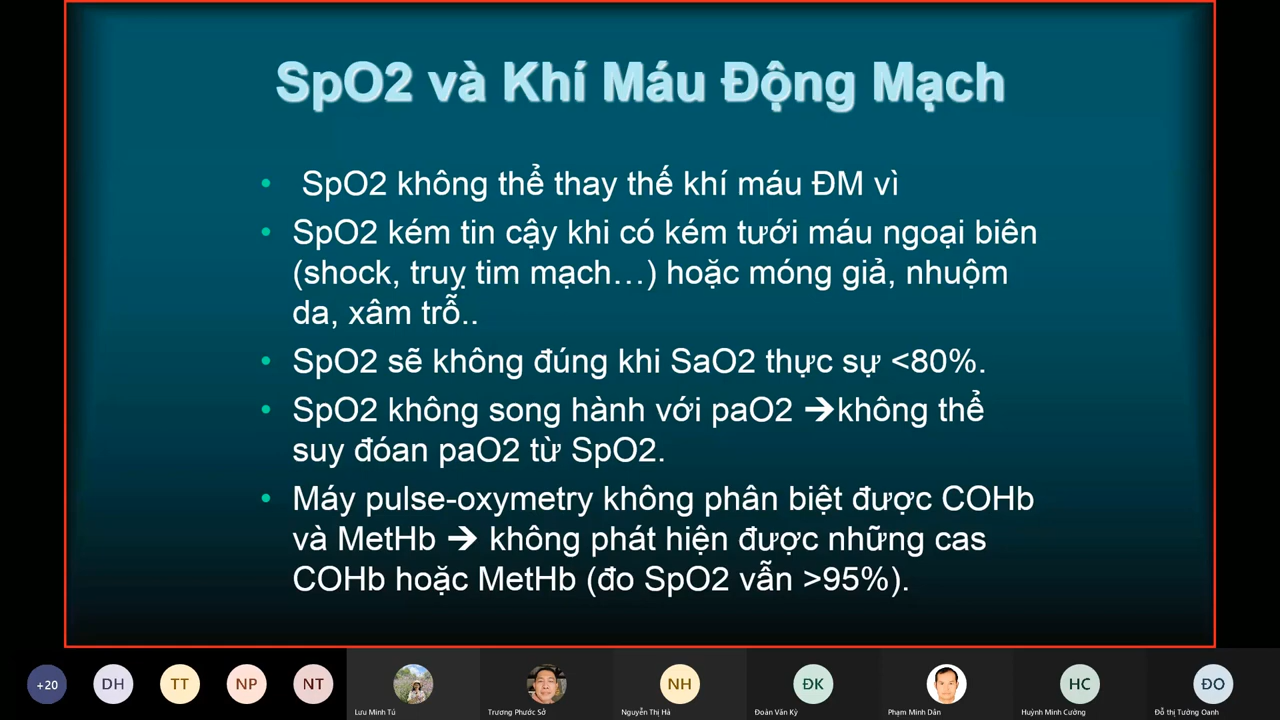 SpO2 và Khí Máu Động Mạch
• SpO2 không thể thay thế khí máu ĐM vì
• SpO2 kém tin cậy khi có kém tưới máu ngoại biên
(shock, truỵ tim mạch…) hoặc móng giả, nhuộm
da, xâm trỗ..
• SpO2 sẽ không đúng khi SaO2 thực sự <80%.
• SpO2 không song hành với paO2 ➔không thể
suy đóan paO2 từ SpO2.
• Máy pulse-oxymetry không phân biệt được COHb
và MetHb ➔ không phát hiện được những cas
COHb hoặc MetHb (đo SpO2 vẫn >95%).
+20 DH TT NP NT NH ĐK HC ĐO
Lưu Minh Tú Trương Phước Sở Nguyễn Thị Hà Đoàn Văn Kỳ Phạm Minh Dân Huỳnh Minh Cường Đỗ thị Tường Oanh